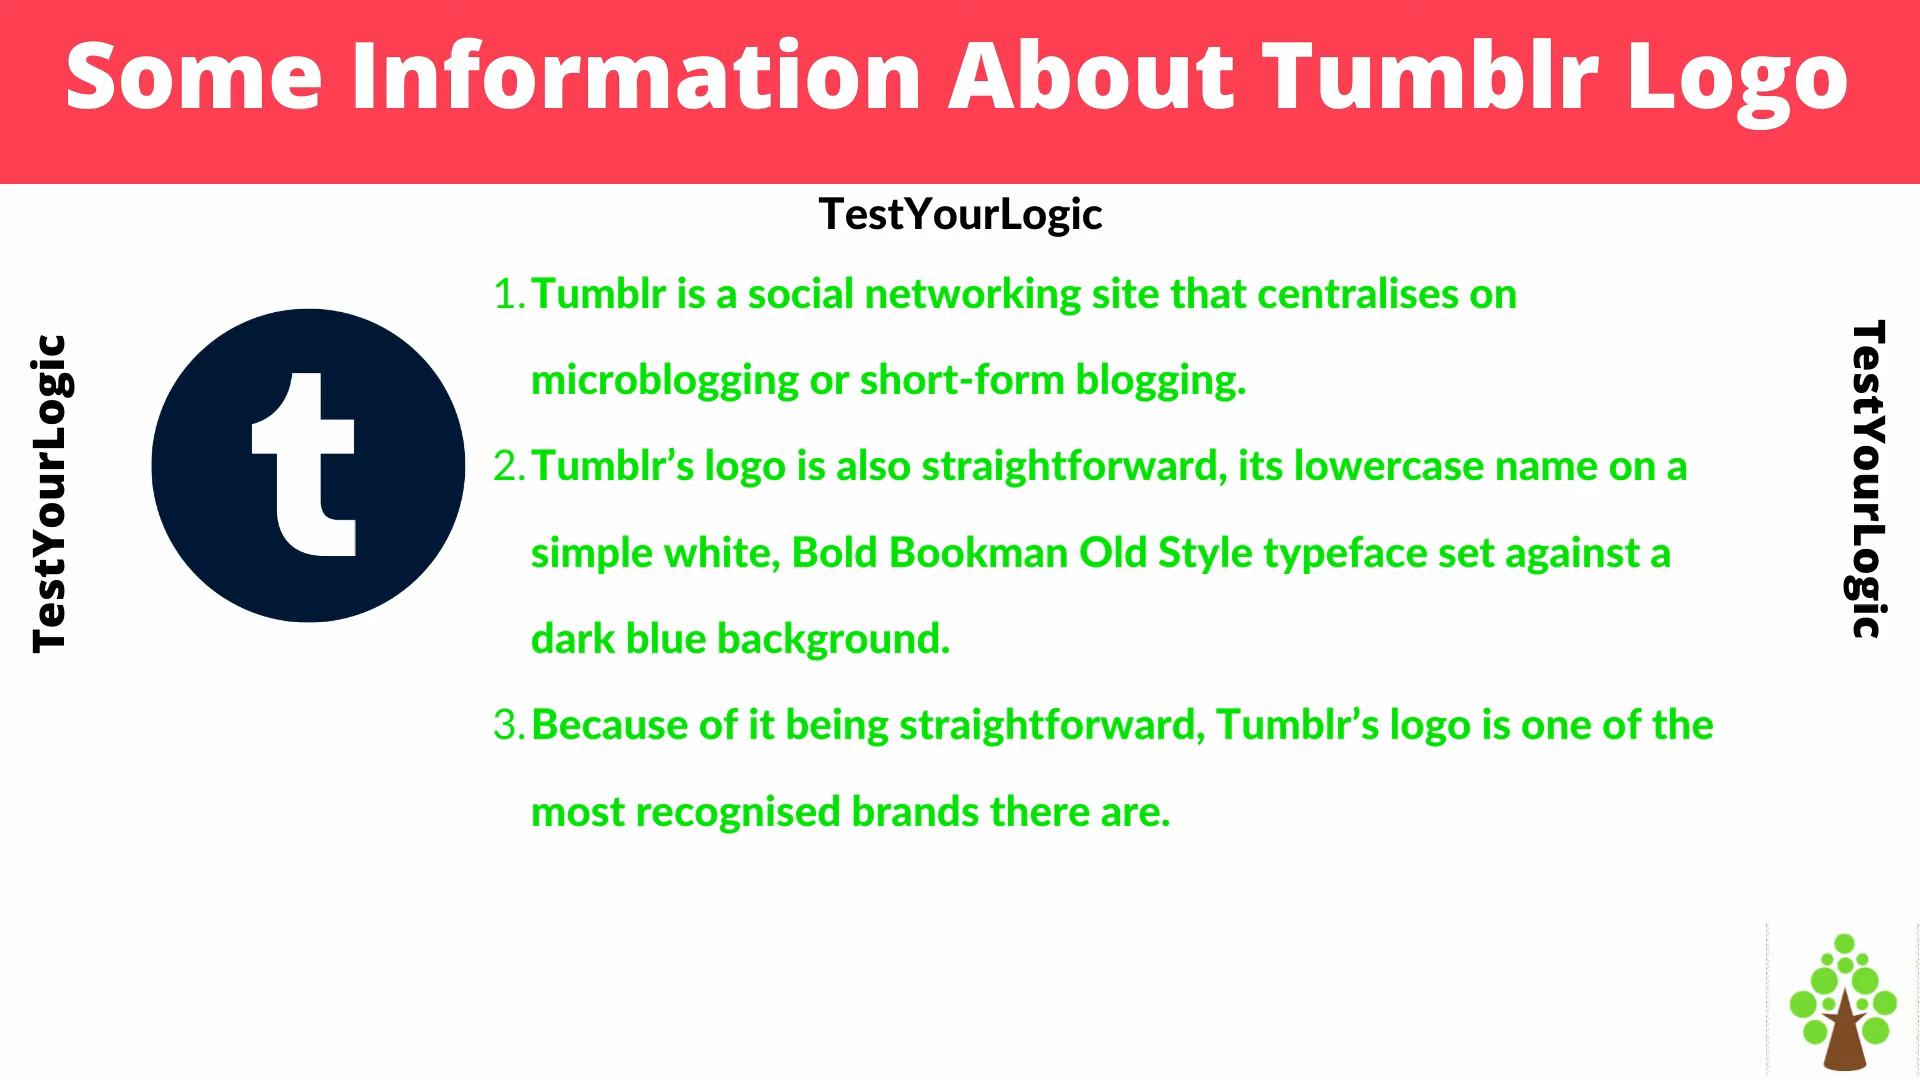 Some Information About Tumblr Logo
TestYourLogic
TestYourLogic
t
1. Tumblr is a social networking site that centralises on
microblogging or short-form blogging.
2. Tumblr’s logo is also straightforward, its lowercase name on a
simple white, Bold Bookman Old Style typeface set against a
dark blue background.
3. Because of it being straightforward, Tumblr’s logo is one of the
most recognised brands there are.
TestYourLogic